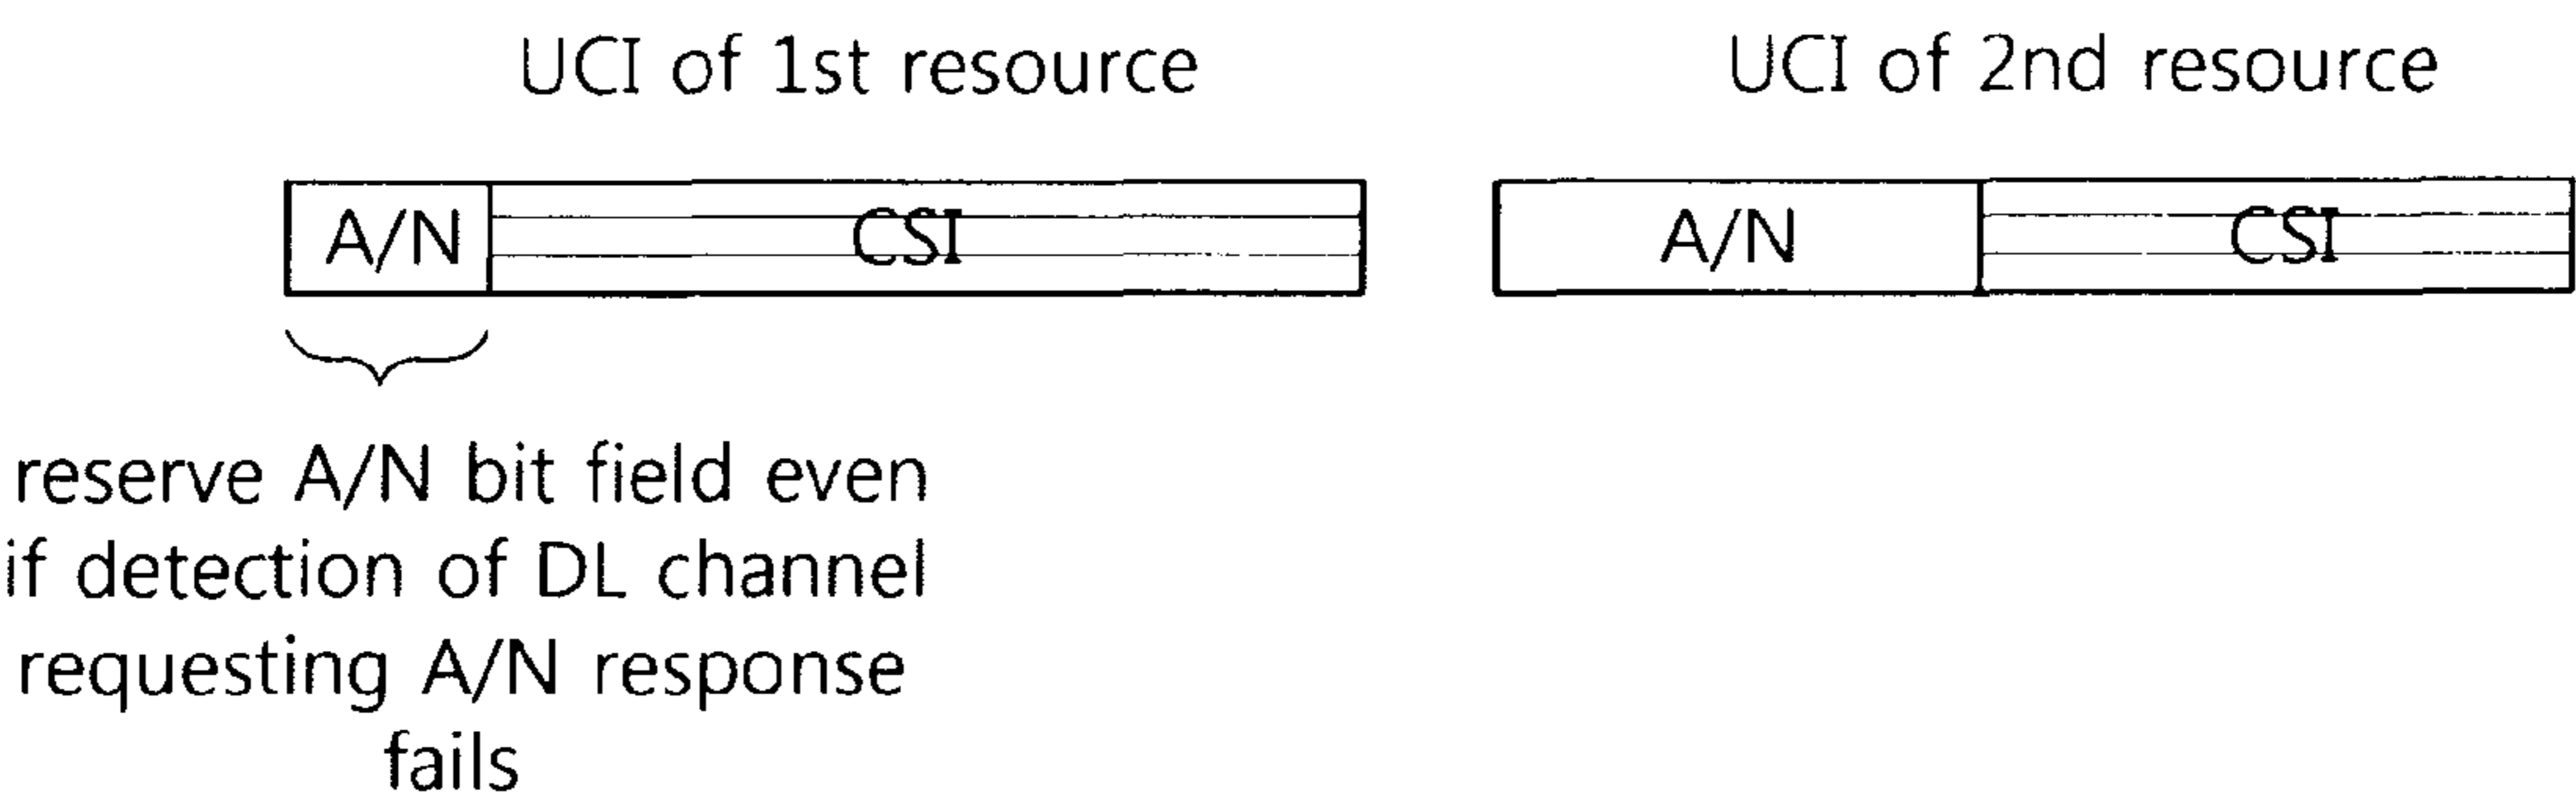 UCI of 1st resource
UCI of 2nd resource
A/N
CSI
A/N
CSI
reserve A/N bit field even
if detection of DL channel
requesting A/N response
fails